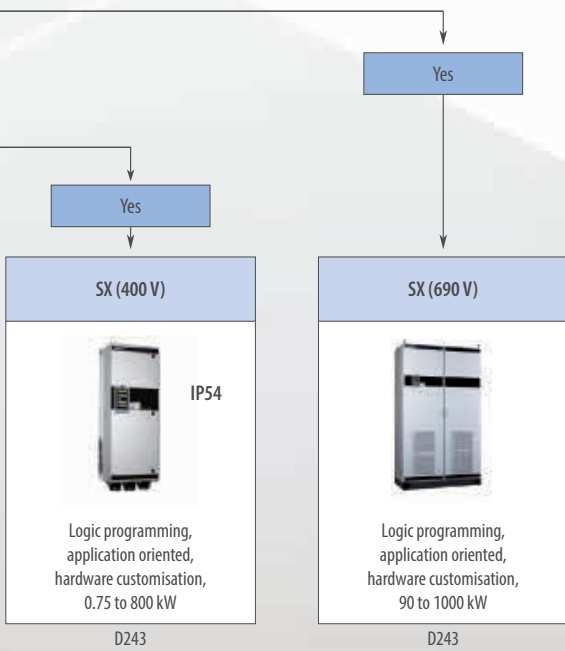 Yes
Yes
SX (400 V)
IP54
Logic programming,
application oriented,
hardware customisation,
0.75 to 800 kW
D243
SX (690 V)
Logic programming,
application oriented,
hardware customisation,
90 to 1000 kW
D243